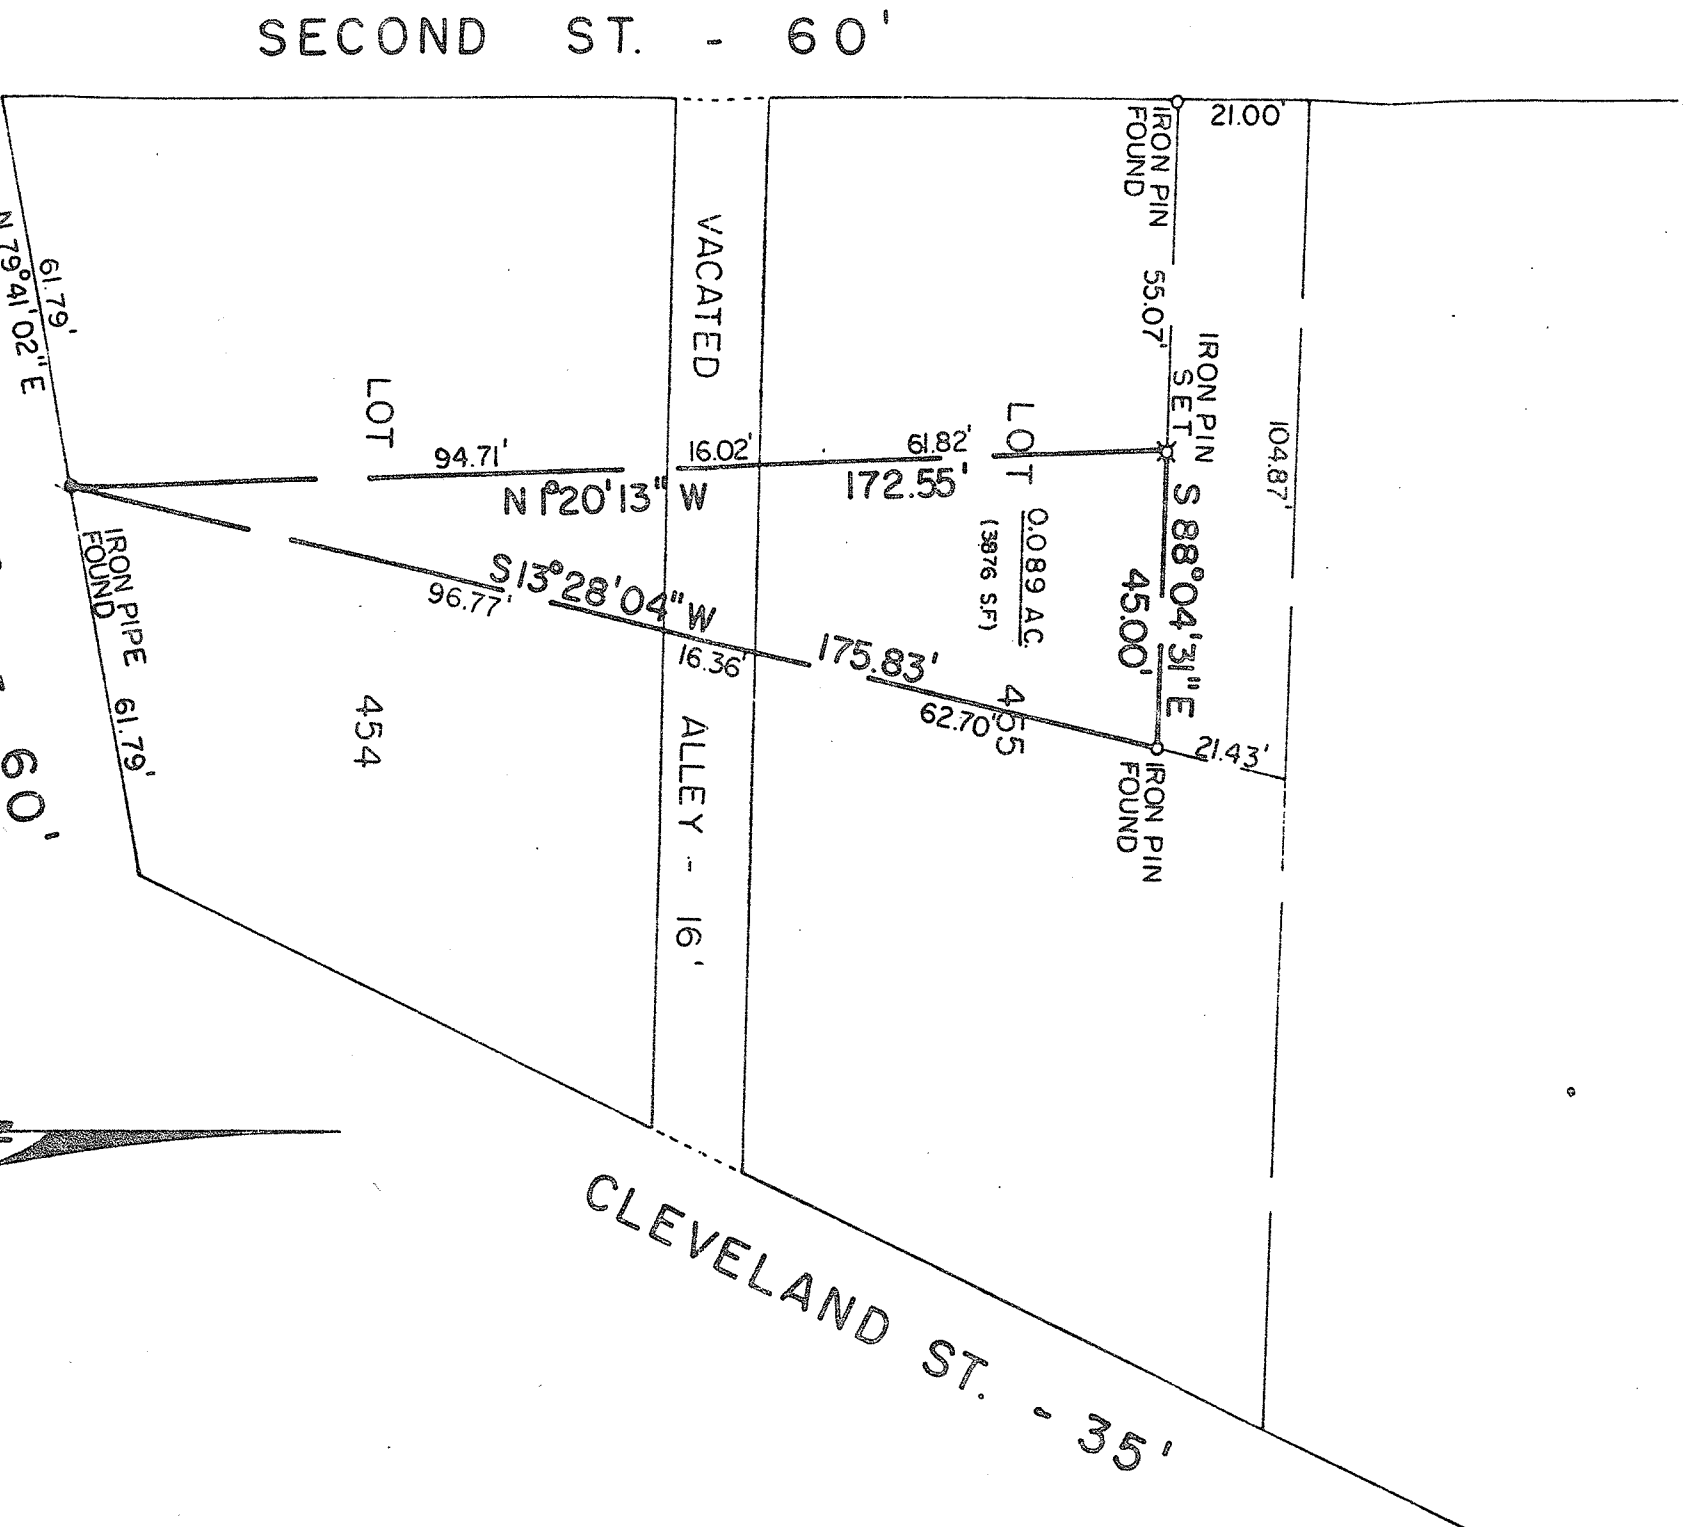 SECOND ST. - 60'
21.00'
IRON PIN
FOUND
55.07'
IRON PIN
SET
104.87'
S 88°04'31" E
45.00'
21.43'
IRON PIN
FOUND
VACATED ALLEY - 16'
LOT 455
0.089 AC.
(3876 S.F)
61.82'
172.55'
16.02'
94.71'
N 1°20'13" W
S 13°28'04" W
96.77'
16.36'
175.83'
62.70'
LOT 454
61.79'
N 79°41'02" E
IRON PIPE
FOUND
61.79'
60'
CLEVELAND ST. - 35'